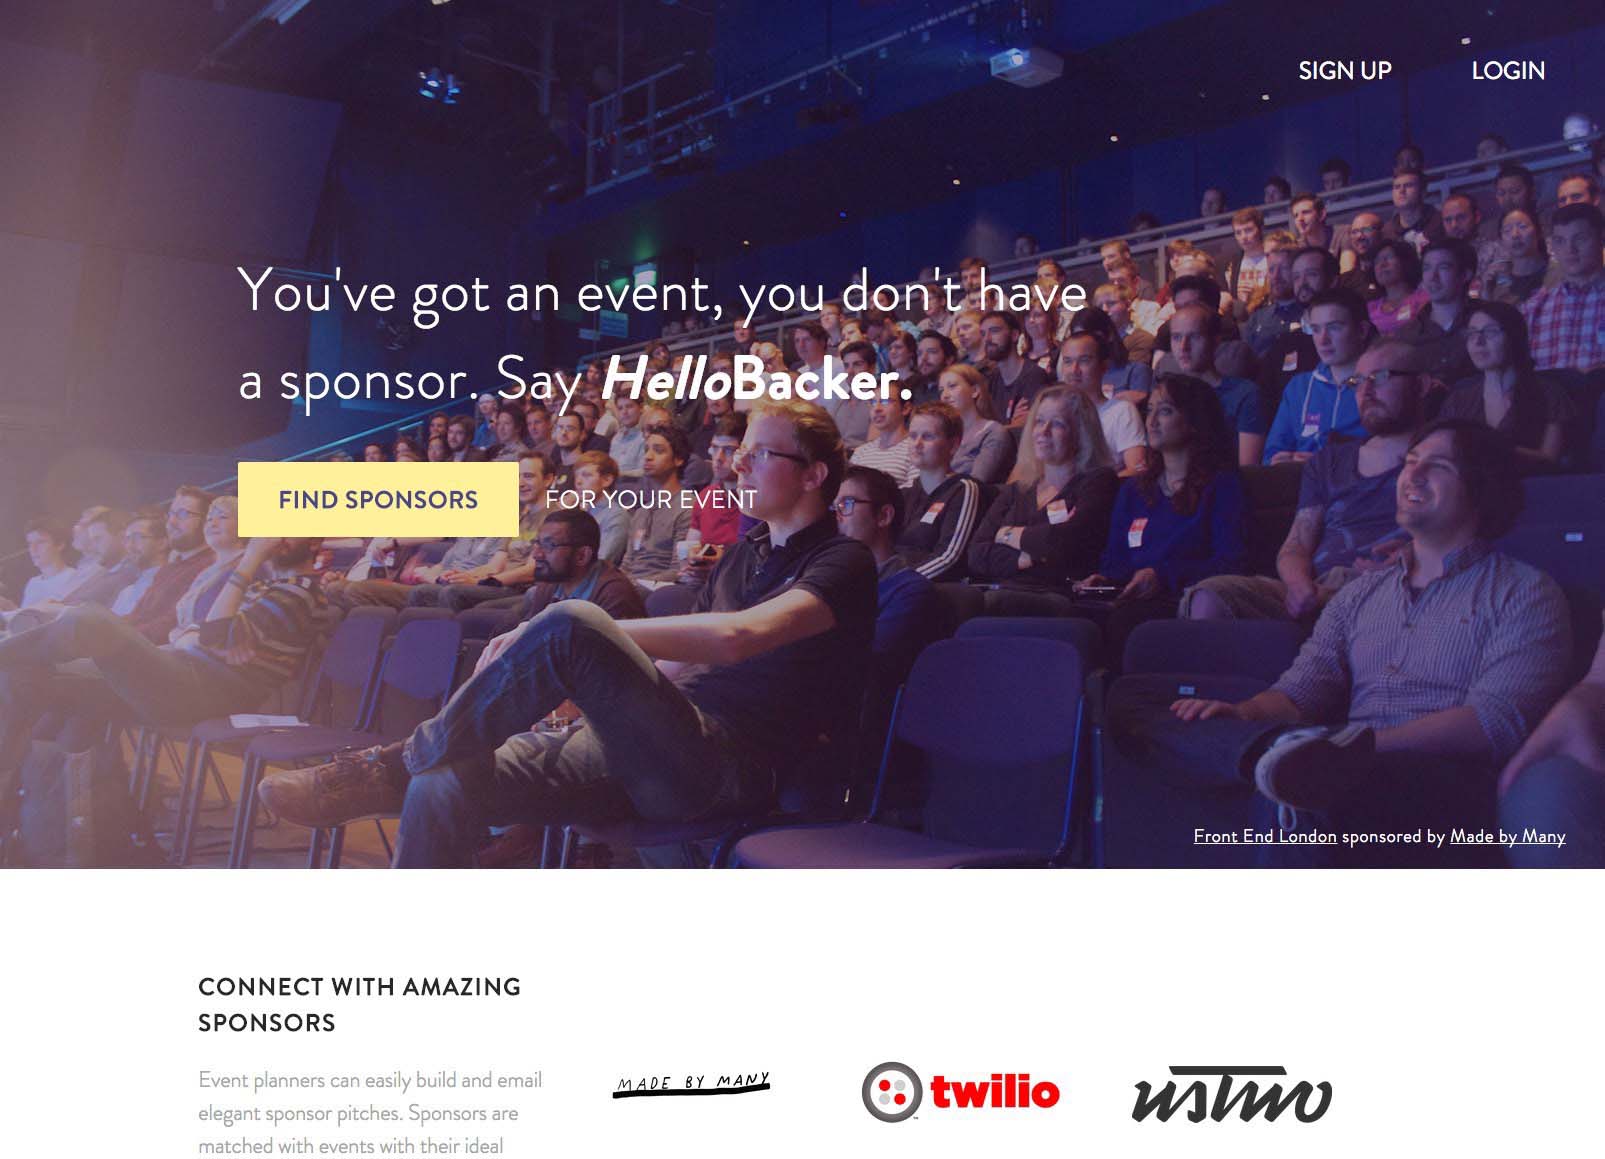 SIGN UP LOGIN
You've got an event, you don't have
a sponsor. Say HelloBacker.
FIND SPONSORS FOR YOUR EVENT
Front End London sponsored by Made by Many
CONNECT WITH AMAZING
SPONSORS
Event planners can easily build and email
elegant sponsor pitches. Sponsors are
matched with events with their ideal
MADE BY MANY
twilio
ustwo